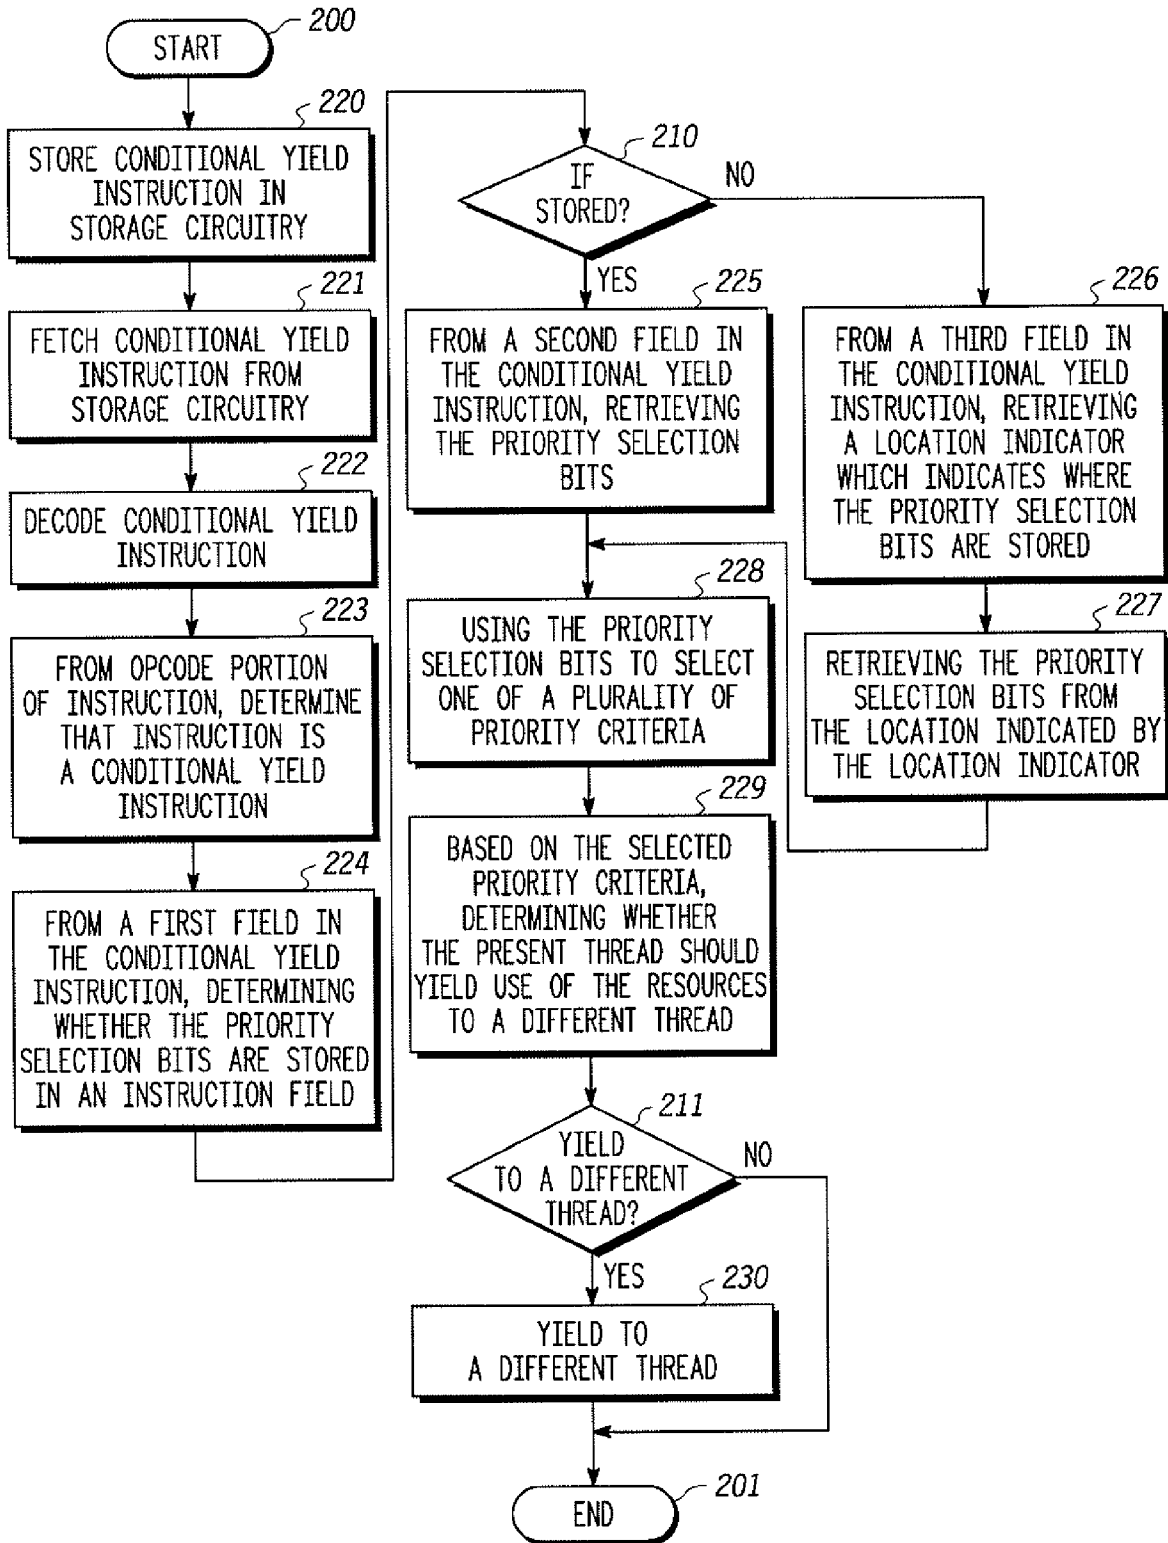 START
200
220
STORE CONDITIONAL YIELD
INSTRUCTION IN
STORAGE CIRCUITRY
221
FETCH CONDITIONAL YIELD
INSTRUCTION FROM
STORAGE CIRCUITRY
222
DECODE CONDITIONAL YIELD
INSTRUCTION
223
FROM OPCODE PORTION
OF INSTRUCTION, DETERMINE
THAT INSTRUCTION IS
A CONDITIONAL YIELD
INSTRUCTION
224
FROM A FIRST FIELD IN
THE CONDITIONAL YIELD
INSTRUCTION, DETERMINING
WHETHER THE PRIORITY
SELECTION BITS ARE STORED
IN AN INSTRUCTION FIELD
210
IF
STORED?
NO
YES
225
FROM A SECOND FIELD IN
THE CONDITIONAL YIELD
INSTRUCTION, RETRIEVING
THE PRIORITY SELECTION
BITS
226
FROM A THIRD FIELD IN
THE CONDITIONAL YIELD
INSTRUCTION, RETRIEVING
A LOCATION INDICATOR
WHICH INDICATES WHERE
THE PRIORITY SELECTION
BITS ARE STORED
227
RETRIEVING THE PRIORITY
SELECTION BITS FROM
THE LOCATION INDICATED BY
THE LOCATION INDICATOR
228
USING THE PRIORITY
SELECTION BITS TO SELECT
ONE OF A PLURALITY OF
PRIORITY CRITERIA
229
BASED ON THE SELECTED
PRIORITY CRITERIA,
DETERMINING WHETHER
THE PRESENT THREAD SHOULD
YIELD USE OF THE RESOURCES
TO A DIFFERENT THREAD
211
YIELD
TO A DIFFERENT
THREAD?
NO
YES
230
YIELD TO
A DIFFERENT THREAD
201
END